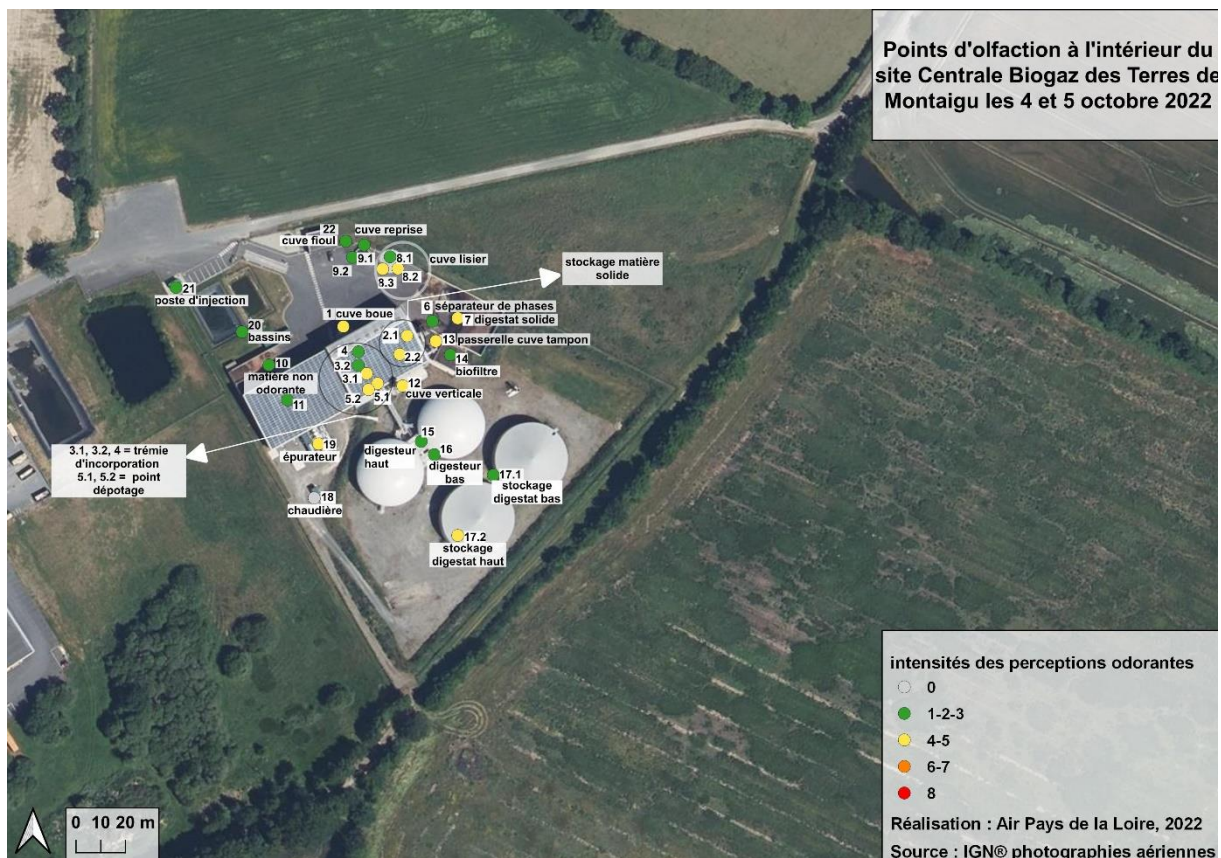 Points d'olfaction à l'intérieur du
site Centrale Biogaz des Terres de
Montaigu les 4 et 5 octobre 2022
22
cuve reprise
cuve fioul
9.1
8.1
cuve lisier
9.2
8.3
8.2
stockage matière
solide
21
poste d'injection
1 cuve boue
6 séparateur de phases
7 digestat solide
20
bassins
2.1
13 passerelle cuve tampon
4
2.2
14
biofiltre
10
3.2
matière non
odorante
3.1
12
cuve verticale
5.2
5.1
11
3.1, 3.2, 4 = trémie
d'incorporation
5.1, 5.2 = point
dépotage
19
épurateur
15
digesteur
haut
16
digesteur
bas
17.1
stockage
digestat bas
18
chaudière
17.2
stockage
digestat haut
intensités des perceptions odorantes
0
1-2-3
4-5
6-7
8
Réalisation : Air Pays de la Loire, 2022
Source : IGN® photographies aériennes
0 10 20 m